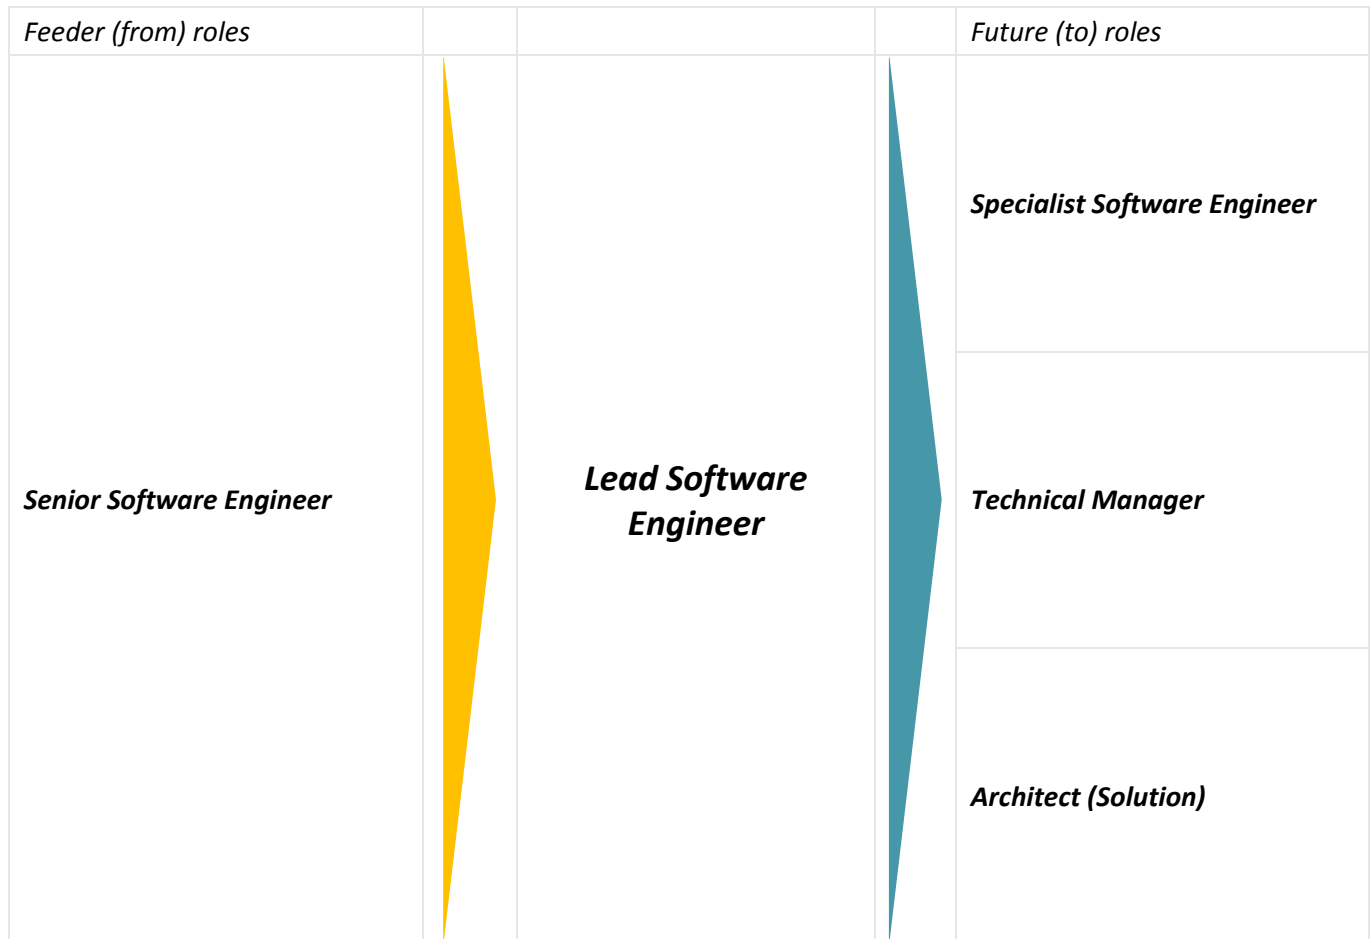 Feeder (from) roles
Future (to) roles
Specialist Software Engineer
Senior Software Engineer
Lead Software
Engineer
Technical Manager
Architect (Solution)